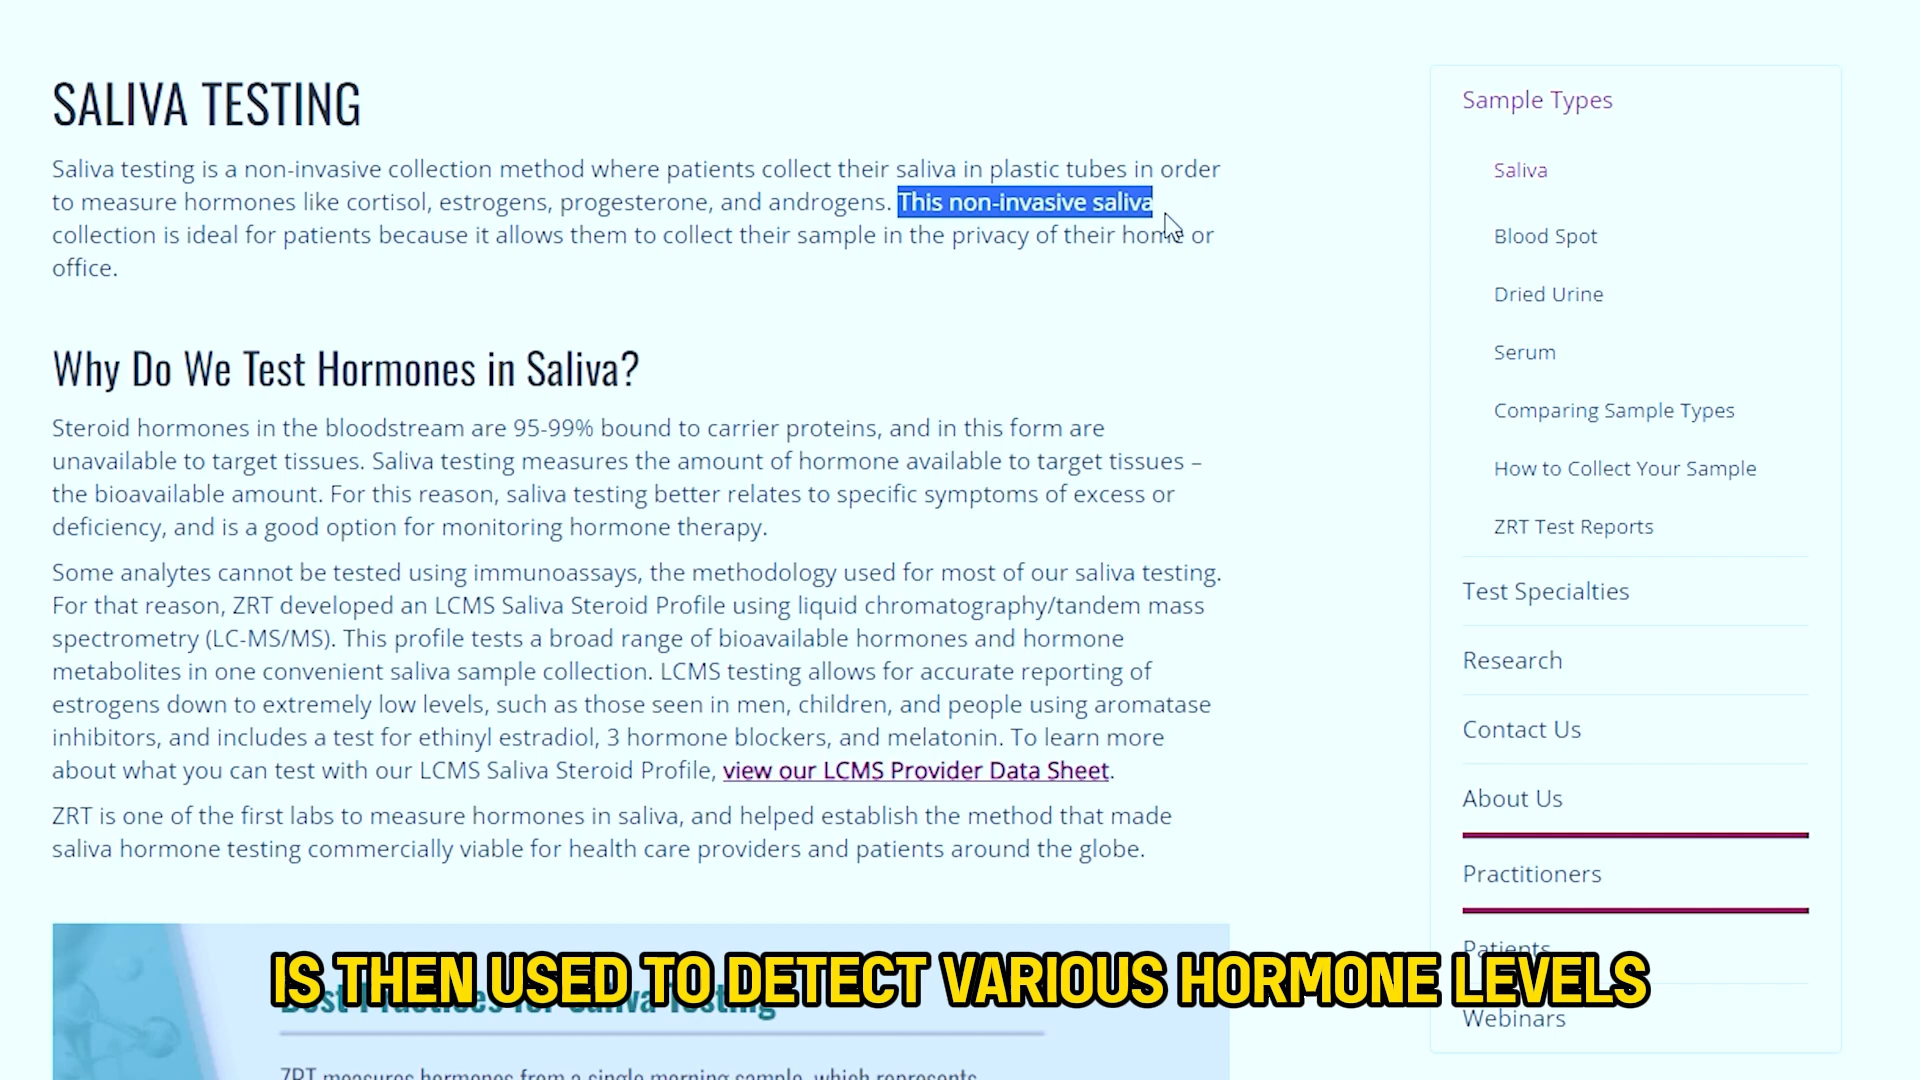 SALIVA TESTING
Saliva testing is a non-invasive collection method where patients collect their saliva in plastic tubes in order
to measure hormones like cortisol, estrogens, progesterone, and androgens. This non-invasive saliva
collection is ideal for patients because it allows them to collect their sample in the privacy of their home or
office.
Why Do We Test Hormones in Saliva?
Steroid hormones in the bloodstream are 95-99% bound to carrier proteins, and in this form are
unavailable to target tissues. Saliva testing measures the amount of hormone available to target tissues –
the bioavailable amount. For this reason, saliva testing better relates to specific symptoms of excess or
deficiency, and is a good option for monitoring hormone therapy.
Some analytes cannot be tested using immunoassays, the methodology used for most of our saliva testing.
For that reason, ZRT developed an LCMS Saliva Steroid Profile using liquid chromatography/tandem mass
spectrometry (LC-MS/MS). This profile tests a broad range of bioavailable hormones and hormone
metabolites in one convenient saliva sample collection. LCMS testing allows for accurate reporting of
estrogens down to extremely low levels, such as those seen in men, children, and people using aromatase
inhibitors, and includes a test for ethinyl estradiol, 3 hormone blockers, and melatonin. To learn more
about what you can test with our LCMS Saliva Steroid Profile, view our LCMS Provider Data Sheet.
ZRT is one of the first labs to measure hormones in saliva, and helped establish the method that made
saliva hormone testing commercially viable for health care providers and patients around the globe.
Best Practices for Saliva Testing
ZRT measures hormones from a single morning sample, which represents
IS THEN USED TO DETECT VARIOUS HORMONE LEVELS
Sample Types
Saliva
Blood Spot
Dried Urine
Serum
Comparing Sample Types
How to Collect Your Sample
ZRT Test Reports
Test Specialties
Research
Contact Us
About Us
Practitioners
Patients
Webinars